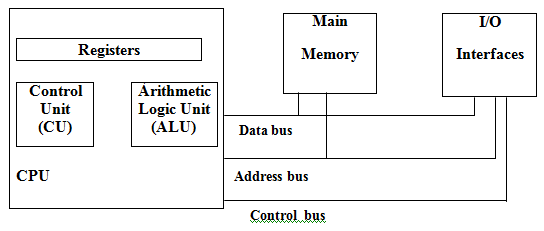 Registers
Control
Unit
(CU)
Arithmetic
Logic Unit
(ALU)
CPU
Main
Memory
I/O
Interfaces
Data bus
Address bus
Control bus